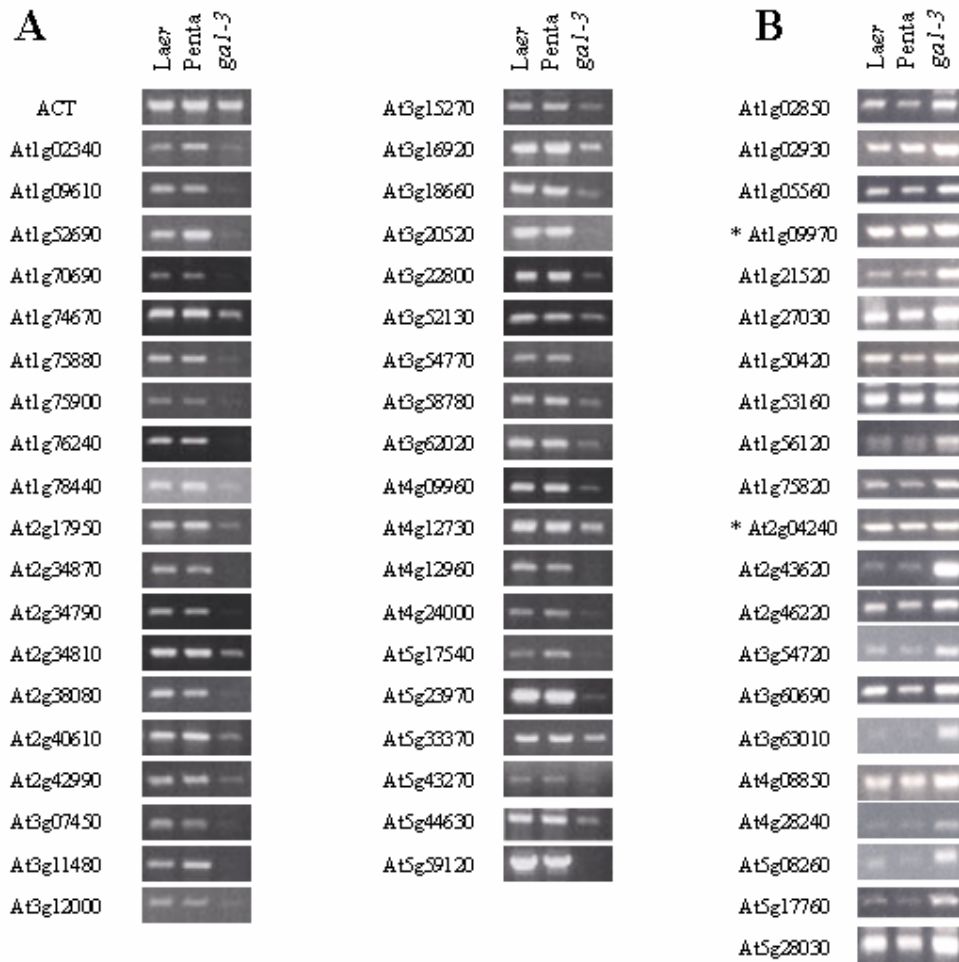 A
Laer Penta ga1-3
ACT
At1g02340
At1g09610
At1g52690
At1g70690
At1g74670
At1g75880
At1g75900
At1g76240
At1g78440
At2g17950
At2g34870
At2g34790
At2g34810
At2g38080
At2g40610
At2g42990
At3g07450
At3g11480
At3g12000
Laer Penta ga1-3
At3g15270
At3g16920
At3g18660
At3g20520
At3g22800
At3g52130
At3g54770
At3g58780
At3g62020
At4g09960
At4g12730
At4g12960
At4g24000
At5g17540
At5g23970
At5g33370
At5g43270
At5g44630
At5g59120
B
Laer Penta ga1-3
At1g02850
At1g02930
At1g05560
* At1g09970
At1g21520
At1g27030
At1g50420
At1g53160
At1g56120
At1g75820
* At2g04240
At2g43620
At2g46220
At3g54720
At3g60690
At3g63010
At4g08850
At4g28240
At5g08260
At5g17760
At5g28030